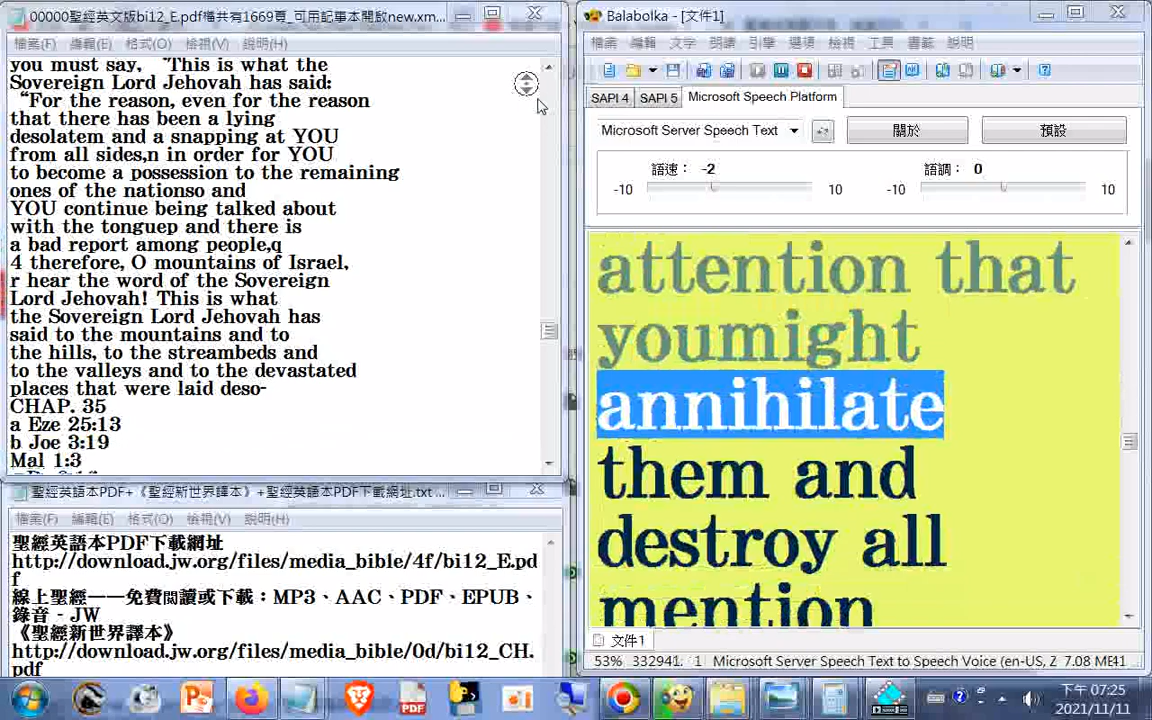 00000聖經英文版bi12_E.pdf檔共有1669頁_可用記事本開啟new.xm...
檔案(F) 編輯(E) 格式(O) 檢視(V) 說明(H)
you must say, "This is what the
Sovereign Lord Jehovah has said:
“For the reason, even for the reason
that there has been a lying
desolatem and a snapping at YOU
from all sides,n in order for YOU
to become a possession to the remaining
ones of the nationso and
YOU continue being talked about
with the tonguep and there is
a bad report among people,q
4 therefore, O mountains of Israel,
r hear the word of the Sovereign
Lord Jehovah! This is what
the Sovereign Lord Jehovah has
said to the mountains and to
the hills, to the streambeds and
to the valleys and to the devastated
places that were laid deso-
CHAP. 35
a Eze 25:13
b Joe 3:19
Mal 1:3
聖經英語本PDF+《聖經新世界譯本》+聖經英語本PDF下載網址.txt ...
檔案(F) 編輯(E) 格式(O) 檢視(V) 說明(H)
聖經英語本PDF下載網址
http://download.jw.org/files/media_bible/4f/bi12_E.pd
f
線上聖經——免費閱讀或下載：MP3、AAC、PDF、EPUB、
錄音 - JW
《聖經新世界譯本》
http://download.jw.org/files/media_bible/0d/bi12_CH.
pdf
Balabolka - [文件1]
檔案 編輯 文字 朗讀 引擎 選項 檢視 工具 書籤 說明
SAPI 4 SAPI 5 Microsoft Speech Platform
Microsoft Server Speech Text 關於 預設
語速： -2 語調： 0
-10 10 -10 10
attention that
youmight
annihilate
them and
destroy all
mention
文件1
53% 332941: 1 Microsoft Server Speech Text to Speech Voice (en-US, Z 7.08 ME41
下午 07:25
2021/11/11